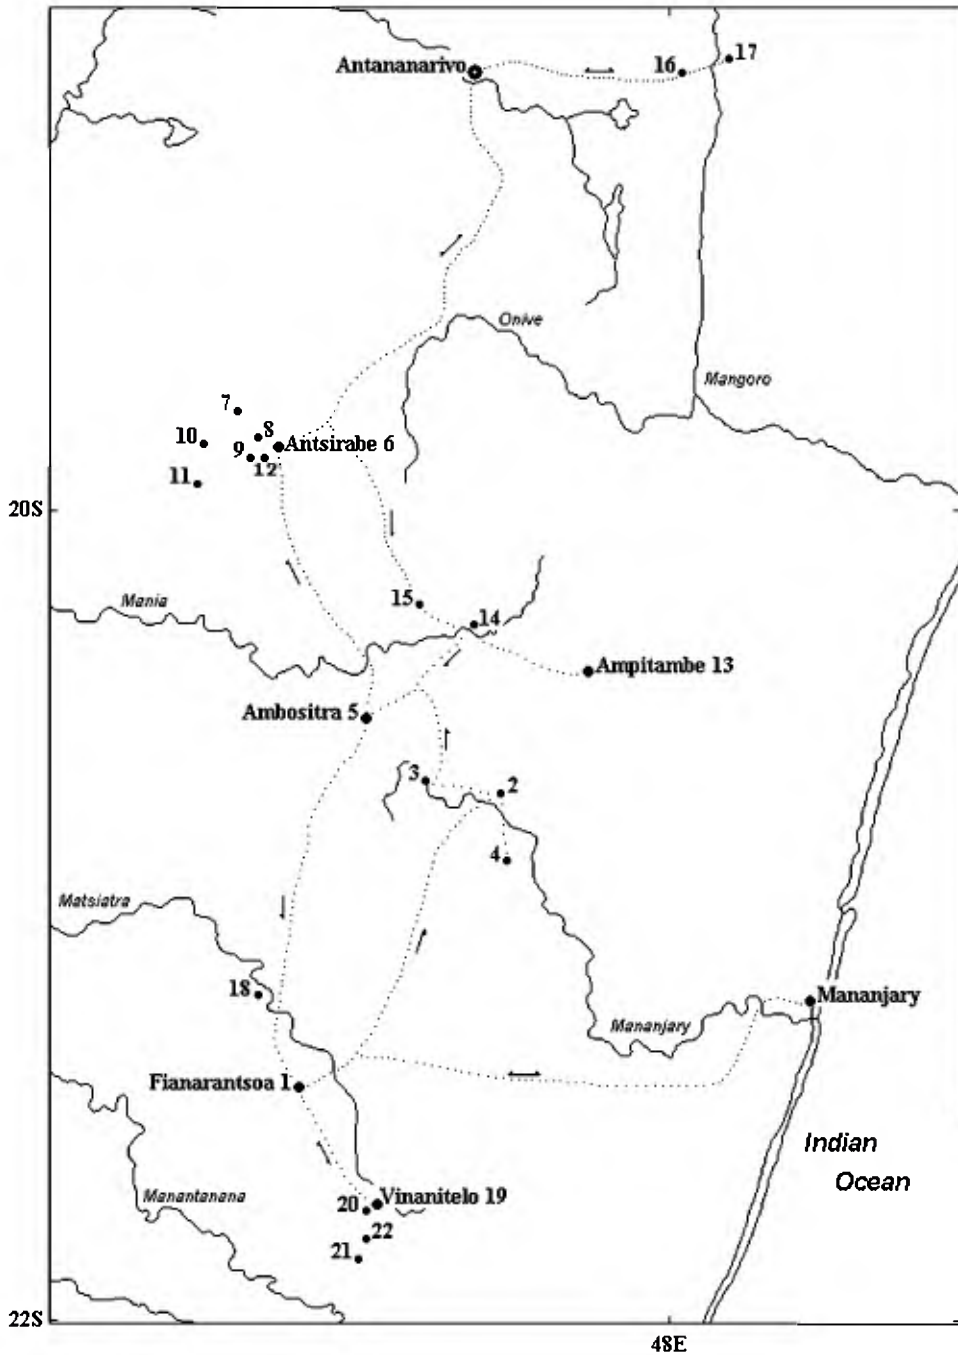 Antananarivo
16
17
Onive
Mangoro
7
8
10
Antsirabe 6
9
12
11
20S
Mania
15
14
Ampitambe 13
Ambositra 5
3
2
4
Matsiatra
18
Mananjary
Mananjary
Fianarantsoa 1
Indian
Ocean
Manantanana
Vinanitelo 19
20
22
21
22S
48E